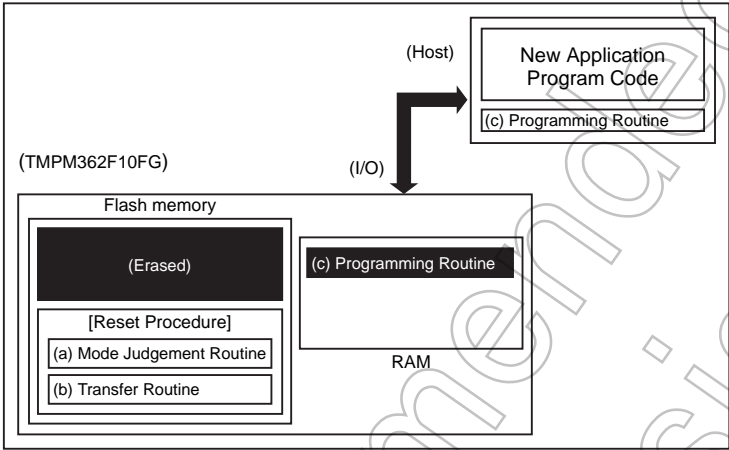 (Host)
New Application
Program Code
(c) Programming Routine
(TMPM362F10FG)
(I/O)
Flash memory
(Erased)
(c) Programming Routine
[Reset Procedure]
(a) Mode Judgement Routine
(b) Transfer Routine
RAM